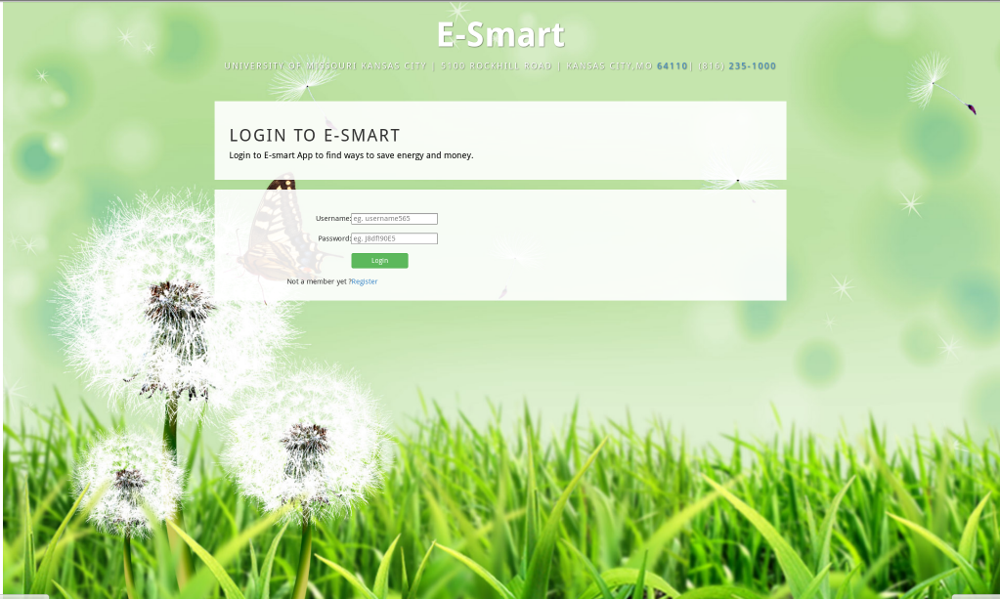 E-Smart
UNIVERSITY OF MISSOURI KANSAS CITY | 5100 ROCKHILL ROAD | KANSAS CITY,MO 64110| (816) 235-1000
LOGIN TO E-SMART
Login to E-smart App to find ways to save energy and money.
Username: eg. username565
Password: eg. J8dfI90E5
Login
Not a member yet ?Register